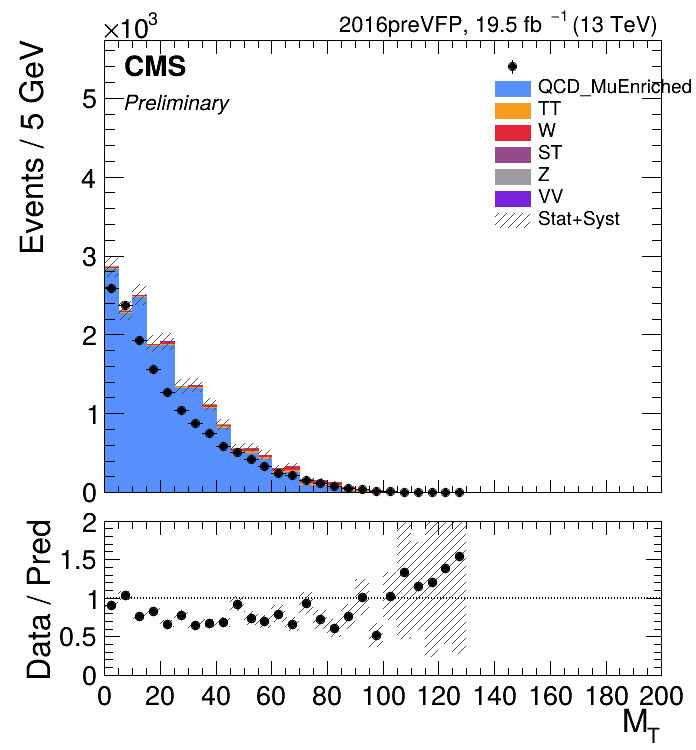 ×10³
2016preVFP, 19.5 fb ⁻¹ (13 TeV)
CMS
Preliminary
QCD_MuEnriched
TT
W
ST
Z
VV
Stat+Syst
Events / 5 GeV
5
4
3
2
1
0
Data / Pred
2
1.5
1
0.5
0
0 20 40 60 80 100 120 140 160 180 200
M_T